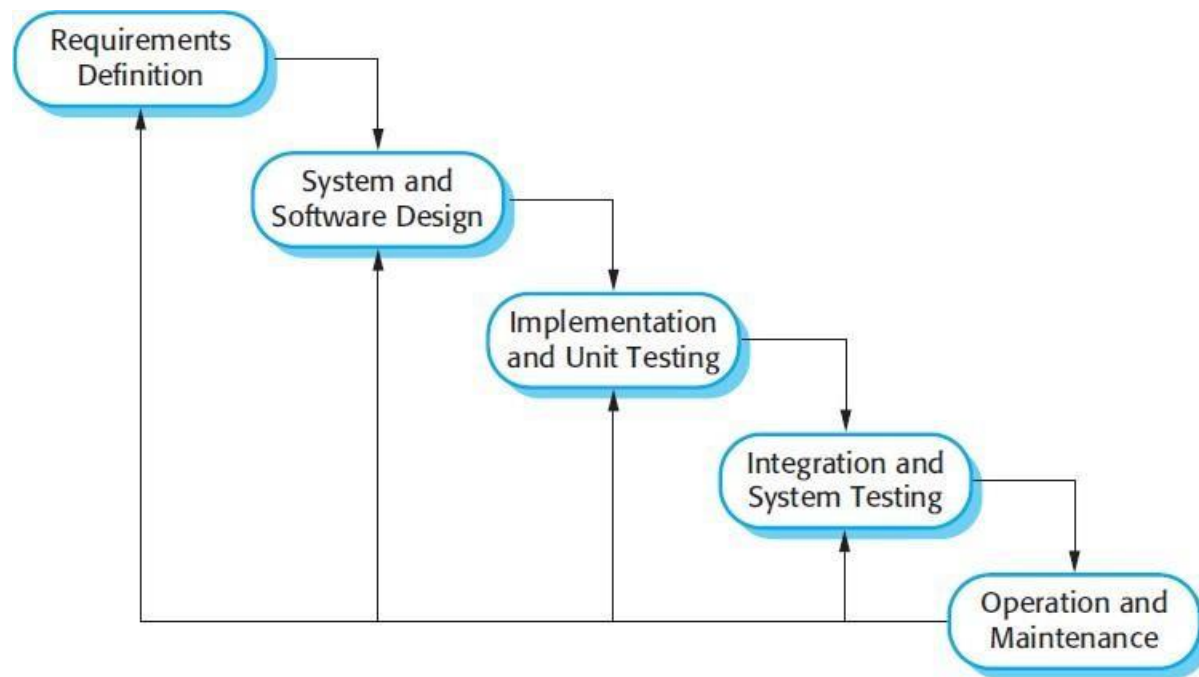 Requirements
Definition
System and
Software Design
Implementation
and Unit Testing
Integration and
System Testing
Operation and
Maintenance